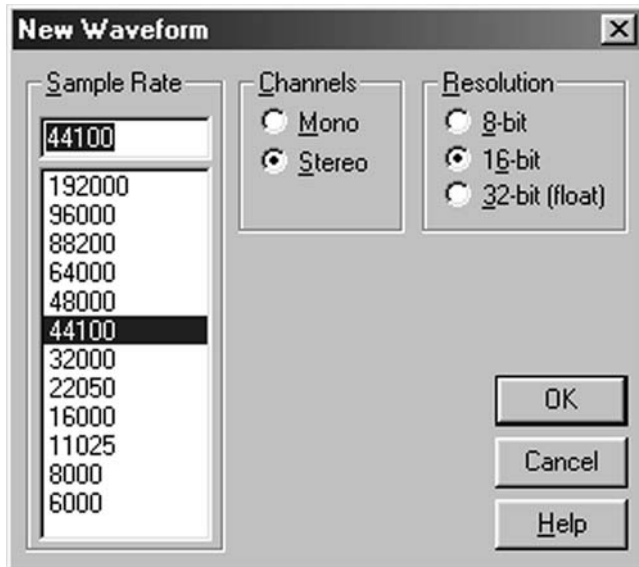 New Waveform
Sample Rate
44100
192000
96000
88200
64000
48000
44100
32000
22050
16000
11025
8000
6000
Channels
Mono
Stereo
Resolution
8-bit
16-bit
32-bit (float)
OK
Cancel
Help